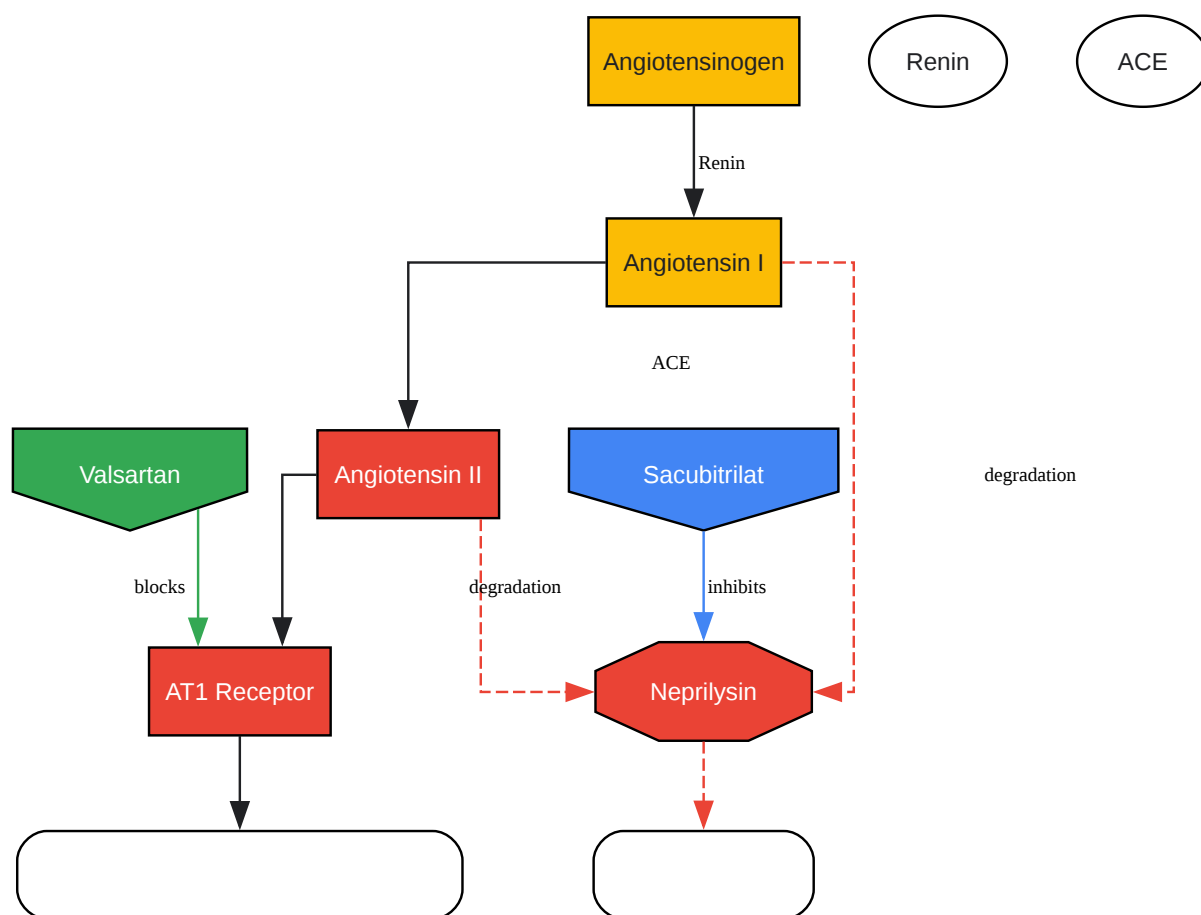 Angiotensinogen
Renin
ACE
Renin
Angiotensin I
ACE
Valsartan
Angiotensin II
Sacubitrilat
degradation
blocks
degradation
inhibits
AT1 Receptor
Neprilysin